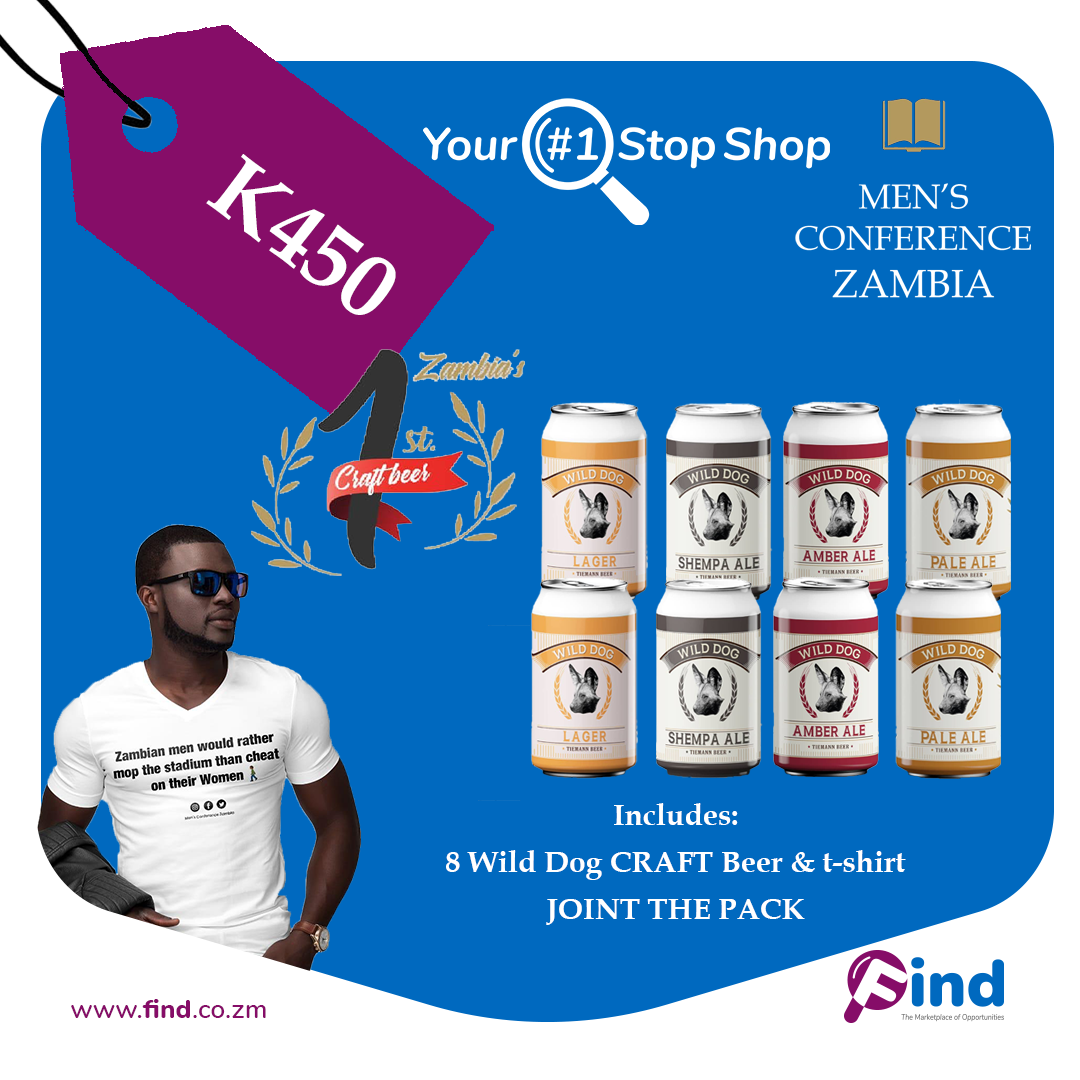 K450
Your #1 Stop Shop
MEN'S
CONFERENCE
ZAMBIA
Zambia's
1st.
Craft beer
WILD DOG
LAGER
• TIEMANN BEER •
WILD DOG
SHEMPA ALE
• TIEMANN BEER •
WILD DOG
AMBER ALE
• TIEMANN BEER •
WILD DOG
PALE ALE
• TIEMANN BEER •
WILD DOG
LAGER
• TIEMANN BEER •
WILD DOG
SHEMPA ALE
• TIEMANN BEER •
WILD DOG
AMBER ALE
• TIEMANN BEER •
WILD DOG
PALE ALE
• TIEMANN BEER •
Zambian men would rather
mop the stadium than cheat
on their Women
Men's Conference Zambia
Includes:
8 Wild Dog CRAFT Beer & t-shirt
JOINT THE PACK
www.find.co.zm
Find
The Marketplace of Opportunities